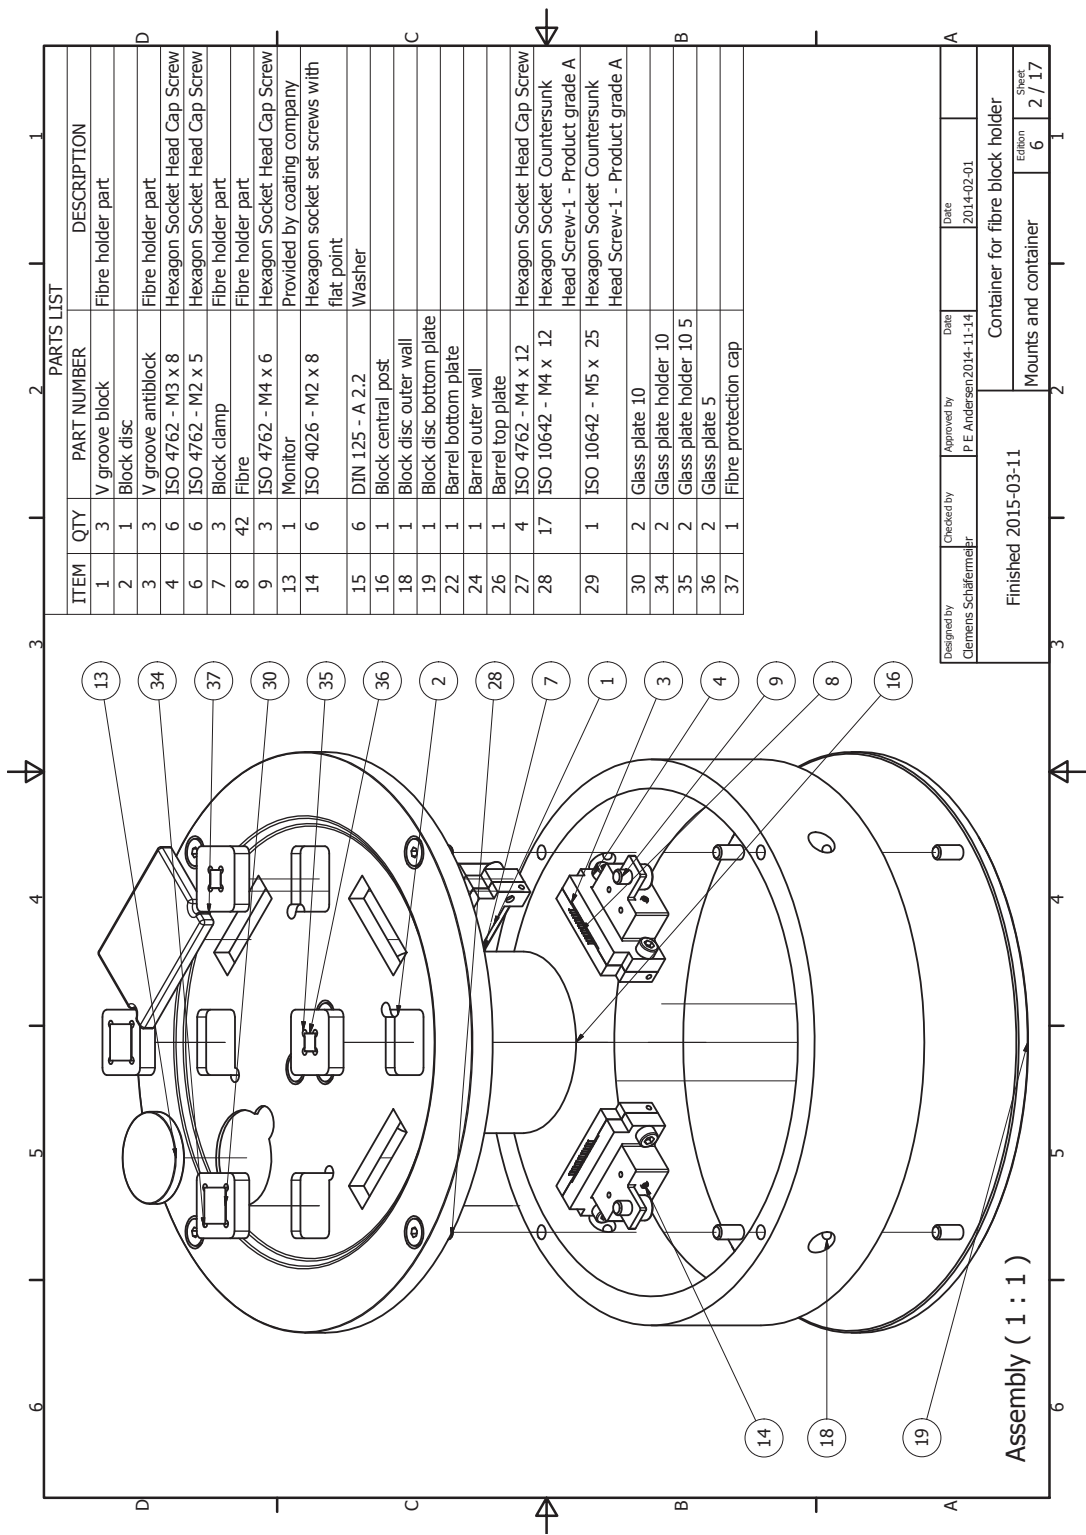 PARTS LIST
ITEM QTY PART NUMBER DESCRIPTION
1 3 V groove block Fibre holder part
2 1 Block disc
3 3 V groove antiblock Fibre holder part
4 6 ISO 4762 - M3 x 8 Hexagon Socket Head Cap Screw
6 6 ISO 4762 - M2 x 5 Hexagon Socket Head Cap Screw
7 3 Block clamp Fibre holder part
8 42 Fibre Fibre holder part
9 3 ISO 4762 - M4 x 6 Hexagon Socket Head Cap Screw
13 1 Monitor Provided by coating company
14 6 ISO 4026 - M2 x 8 Hexagon socket set screws with
flat point
15 6 DIN 125 - A 2.2 Washer
16 1 Block central post
18 1 Block disc outer wall
19 1 Block disc bottom plate
22 1 Barrel bottom plate
24 1 Barrel outer wall
26 1 Barrel top plate
27 4 ISO 4762 - M4 x 12 Hexagon Socket Head Cap Screw
28 17 ISO 10642 - M4 x 12 Hexagon Socket Countersunk
Head Screw-1 - Product grade A
29 1 ISO 10642 - M5 x 25 Hexagon Socket Countersunk
Head Screw-1 - Product grade A
30 2 Glass plate 10
34 2 Glass plate holder 10
35 2 Glass plate holder 10 5
36 2 Glass plate 5
37 1 Fibre protection cap
6 5 4 3 2 1
D
C
B
A
D
C
B
A
13
34
37
30
35
36
2
28
7
1
3
4
9
8
16
14
18
19
Assembly ( 1 : 1 )
Designed by Checked by Approved by Date Date
Clemens Schäfermeier P E Andersen 2014-11-14 2014-02-01
Finished 2015-03-11
Container for fibre block holder
Mounts and container
Edition
6
Sheet
2 / 17
6 5 4 3 2 1